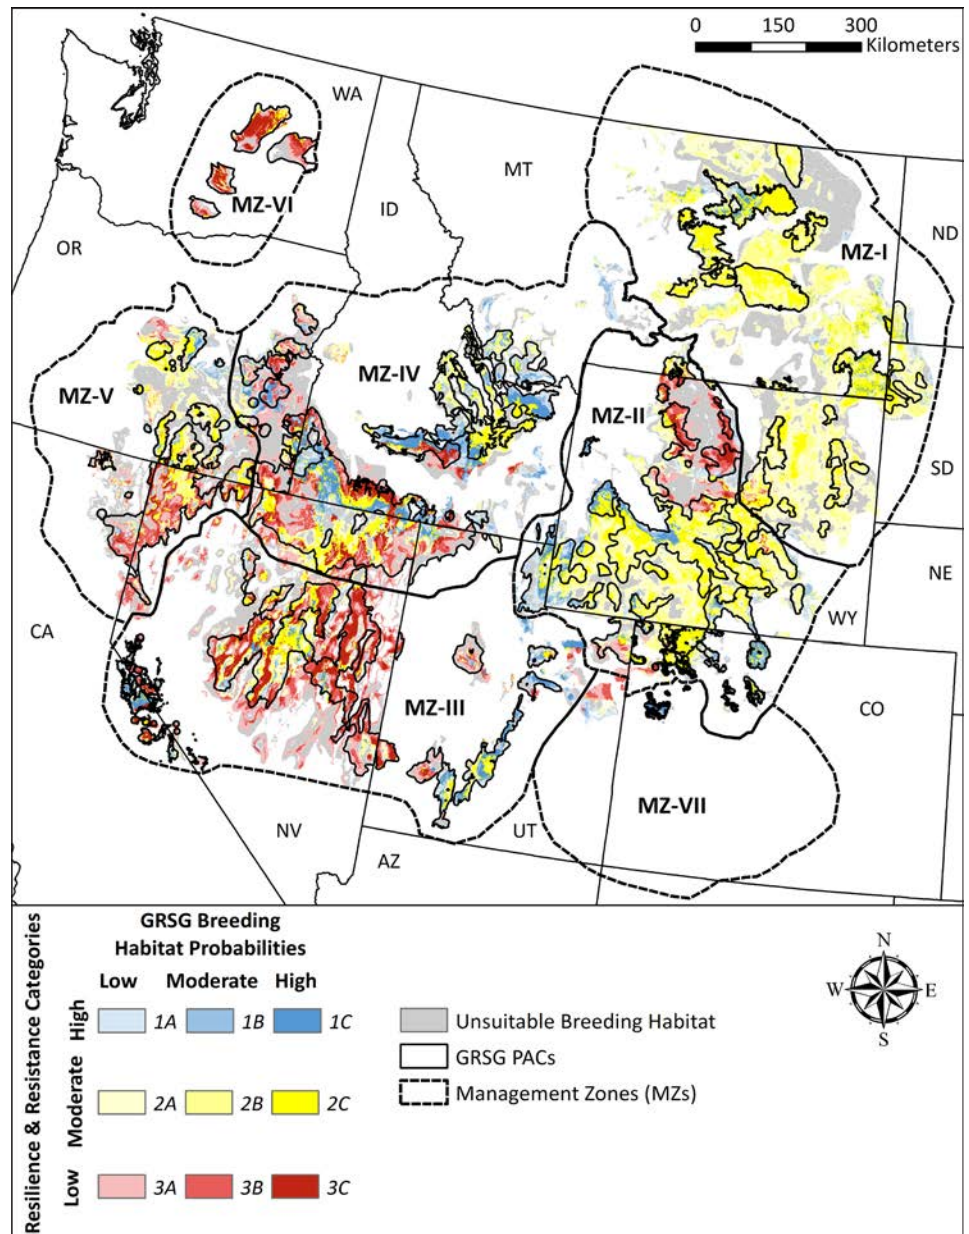 0 150 300
Kilometers
WA
MT
ID
MZ-VI
ND
OR
MZ-I
MZ-IV
MZ-V
MZ-II
SD
NE
WY
CA
MZ-III
CO
MZ-VII
NV
UT
AZ
Resilience & Resistance Categories
GRSG Breeding
Habitat Probabilities
Low Moderate High
High 1A 1B 1C
Moderate 2A 2B 2C
Low 3A 3B 3C
Unsuitable Breeding Habitat
GRSG PACs
Management Zones (MZs)
N
W E
S